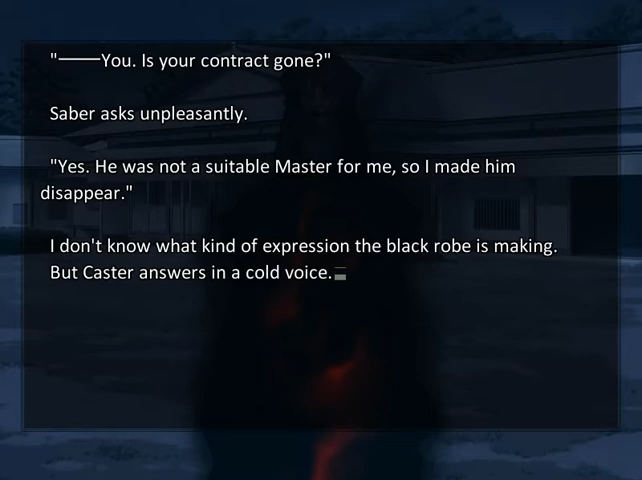 "───You. Is your contract gone?"
Saber asks unpleasantly.
"Yes. He was not a suitable Master for me, so I made him
disappear."
I don't know what kind of expression the black robe is making.
But Caster answers in a cold voice.